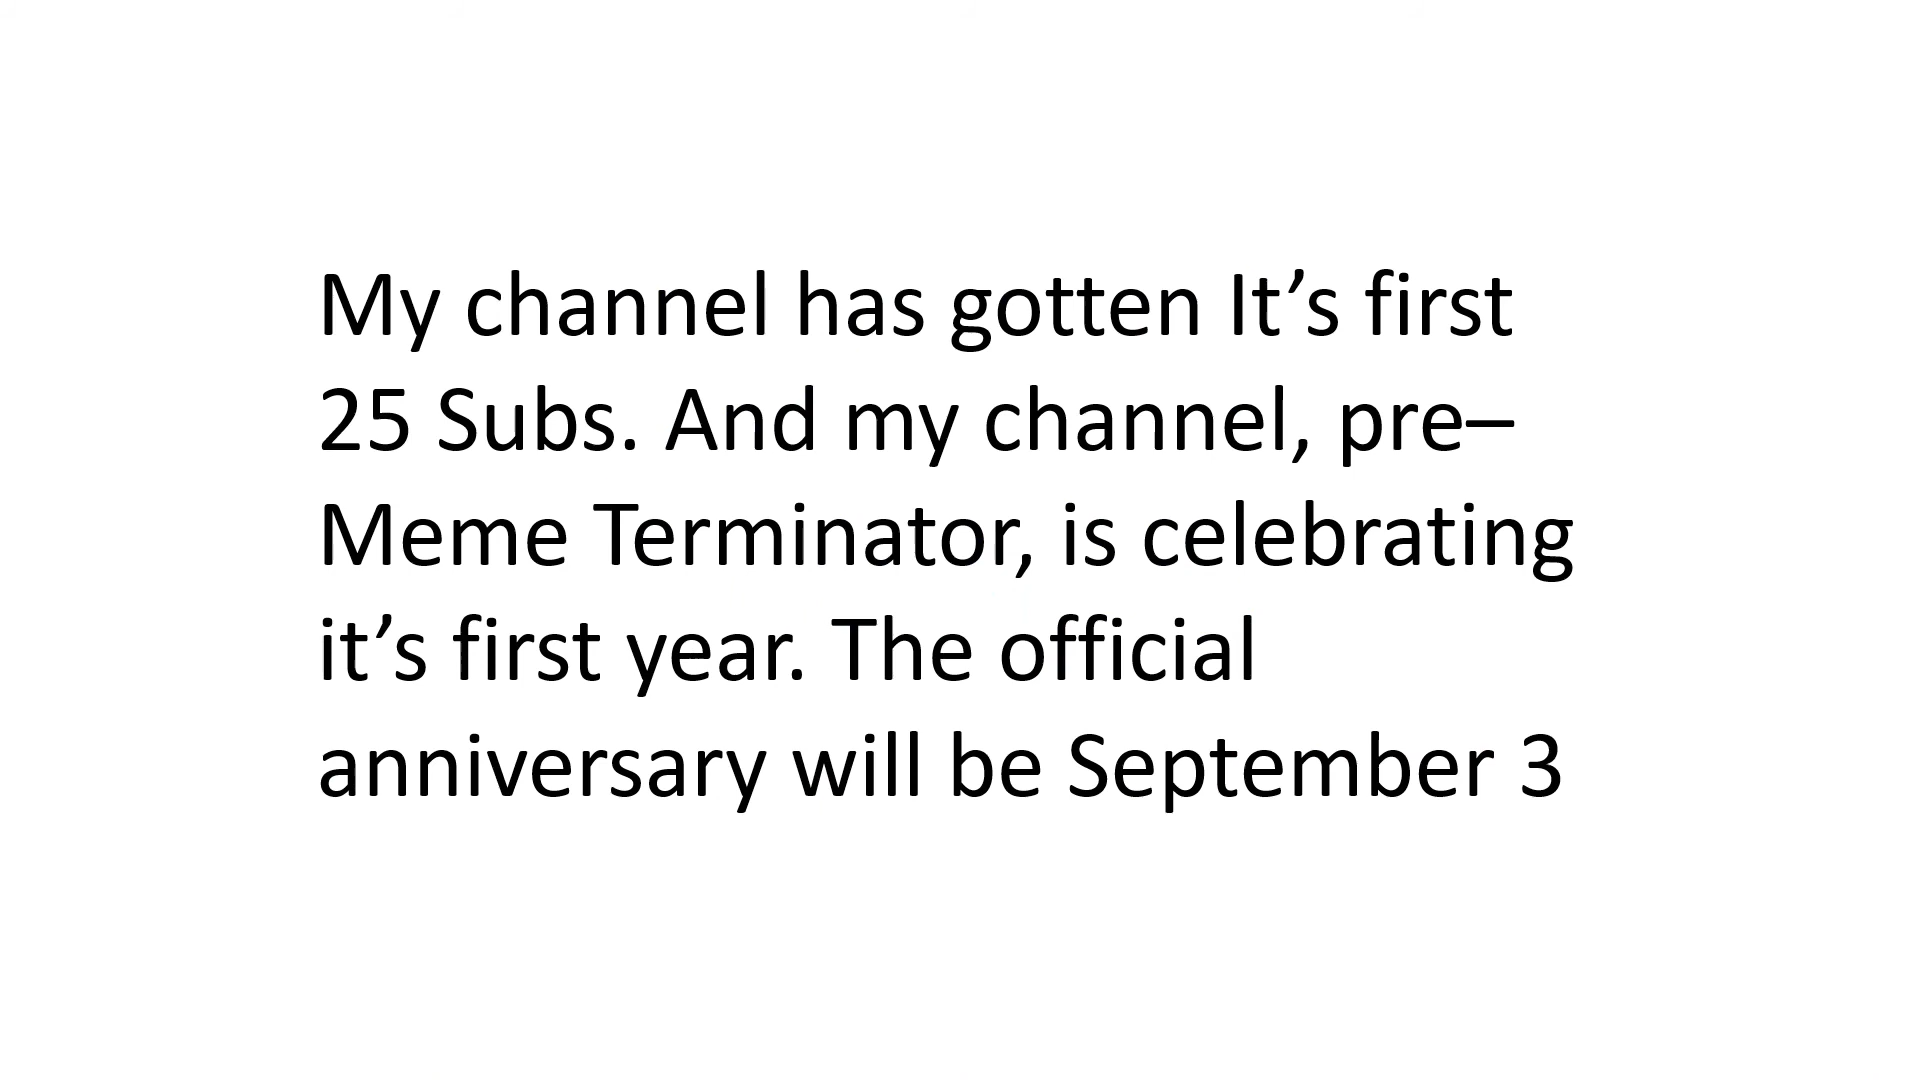 My channel has gotten It’s first
25 Subs. And my channel, pre–
Meme Terminator, is celebrating
it’s first year. The official
anniversary will be September 3